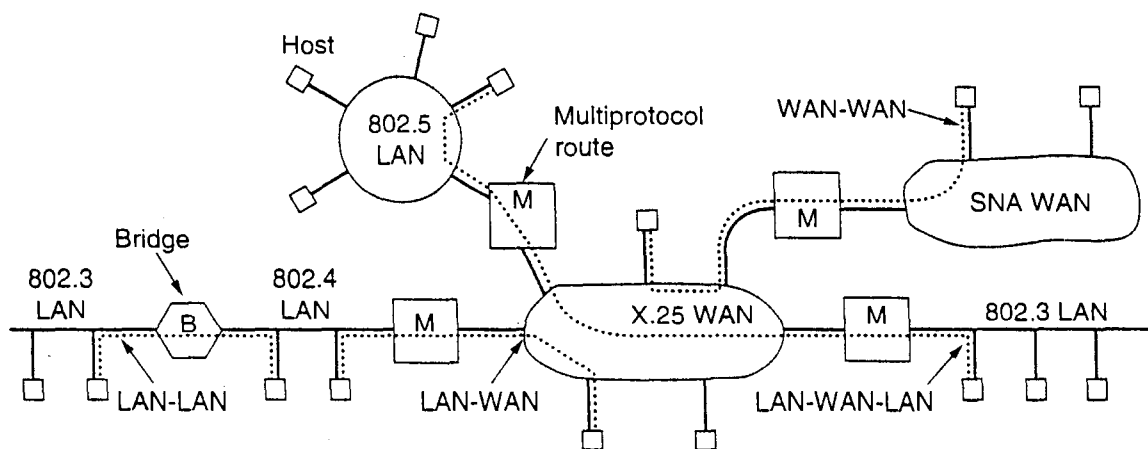 Host
WAN-WAN
802.5
LAN
Multiprotocol
route
M
M
SNA WAN
Bridge
802.3
LAN
802.4
LAN
B
M
X.25 WAN
M
802.3 LAN
LAN-LAN
LAN-WAN
LAN-WAN-LAN